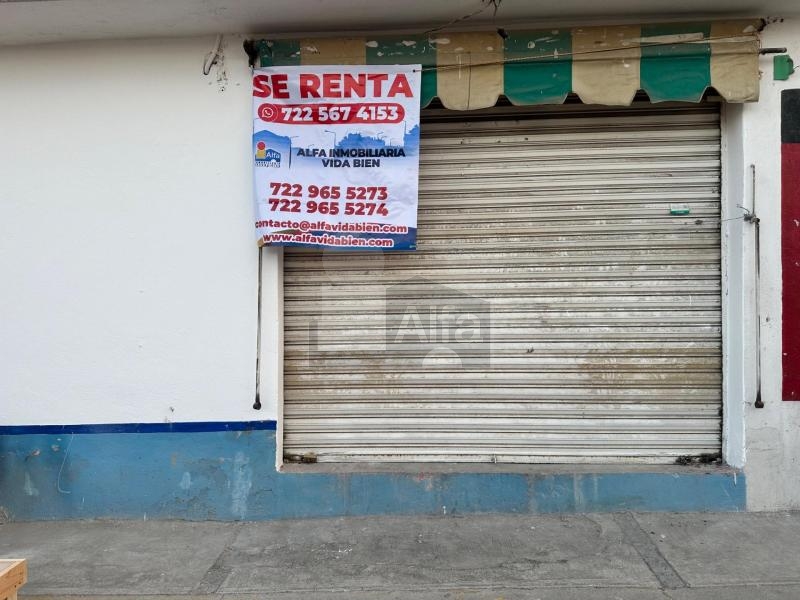 SE RENTA
722 567 4153
Alfa
ALFA INMOBILIARIA
VIDA BIEN
722 965 5273
722 965 5274
contacto@alfavidabien.com
www.alfavidabien.com
Alfa